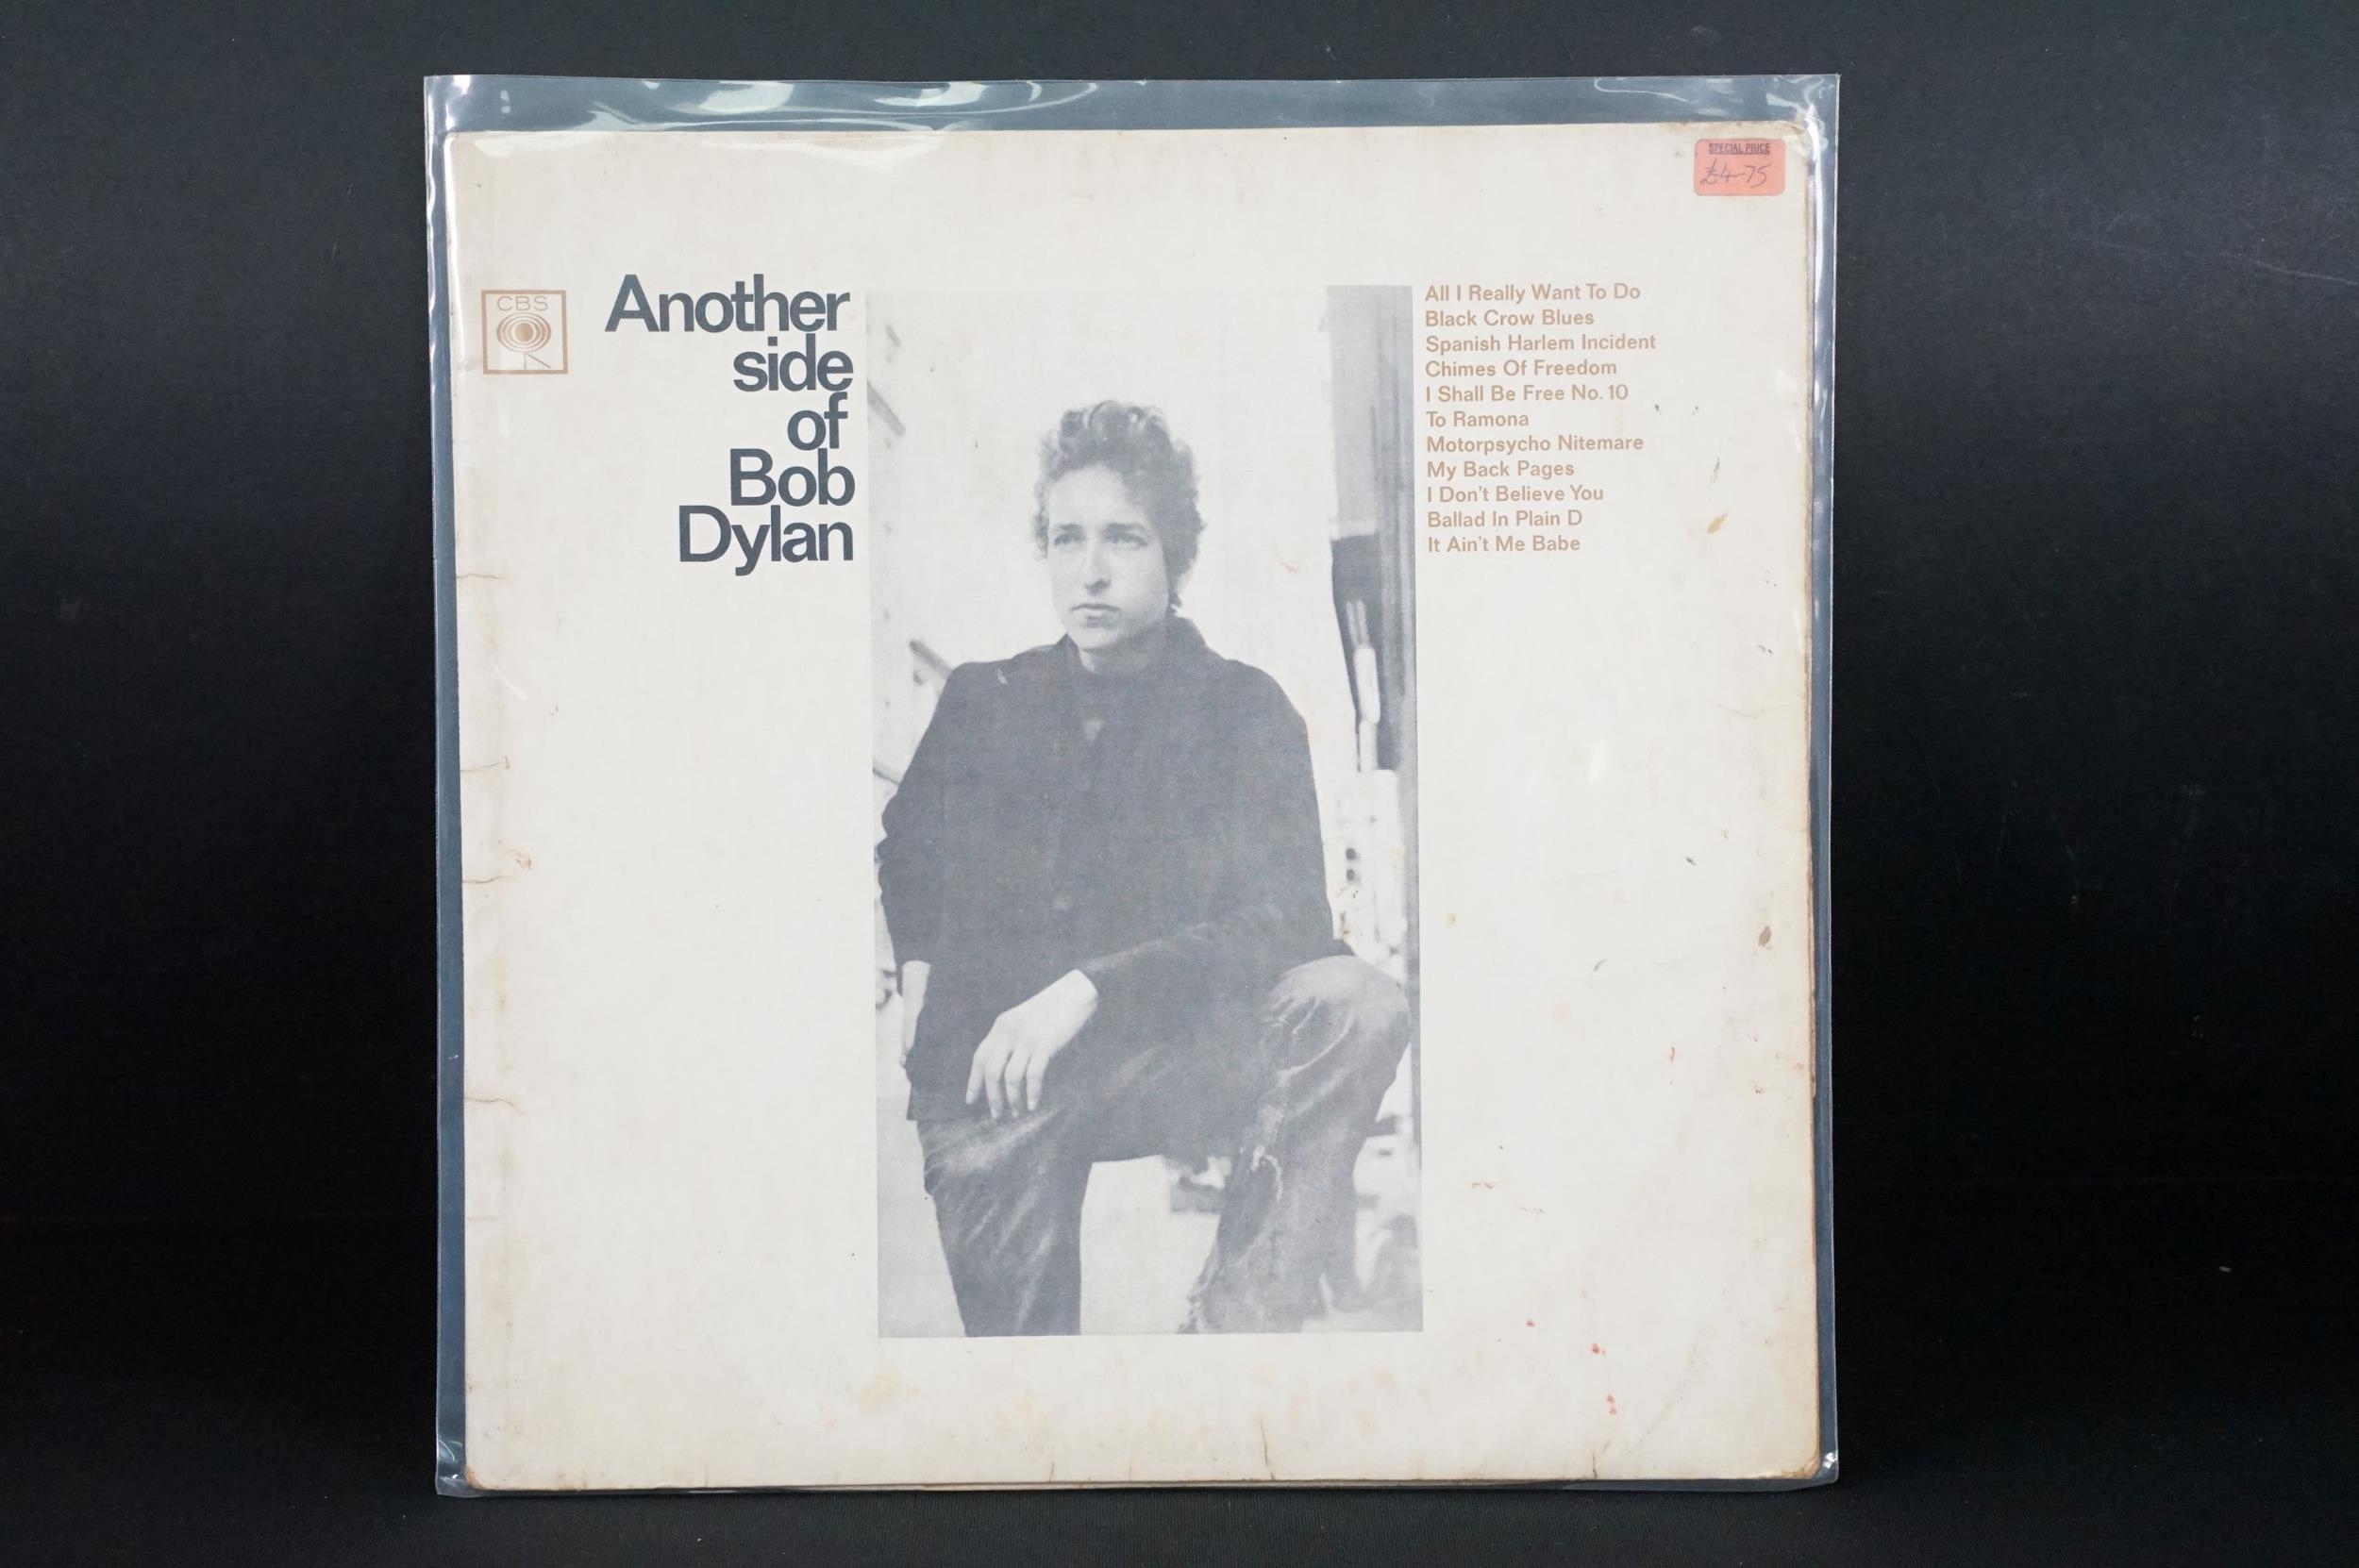 SPECIAL PRICE
£4-75
CBS
Another
side
of
Bob
Dylan
All I Really Want To Do
Black Crow Blues
Spanish Harlem Incident
Chimes Of Freedom
I Shall Be Free No. 10
To Ramona
Motorpsycho Nitemare
My Back Pages
I Don't Believe You
Ballad In Plain D
It Ain't Me Babe